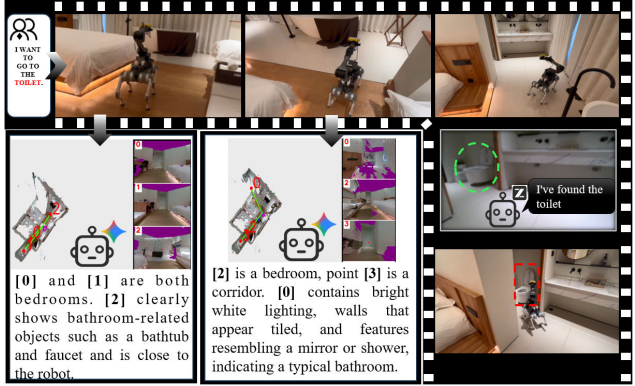 I WANT
TO
GO TO
THE
TOILET.
0
1
2
2
[0] and [1] are both
bedrooms. [2] clearly
shows bathroom-related
objects such as a bathtub
and faucet and is close to
the robot.
0
2
3
0
[2] is a bedroom, point [3] is a
corridor. [0] contains bright
white lighting, walls that
appear tiled, and features
resembling a mirror or shower,
indicating a typical bathroom.
Z
I've found the
toilet